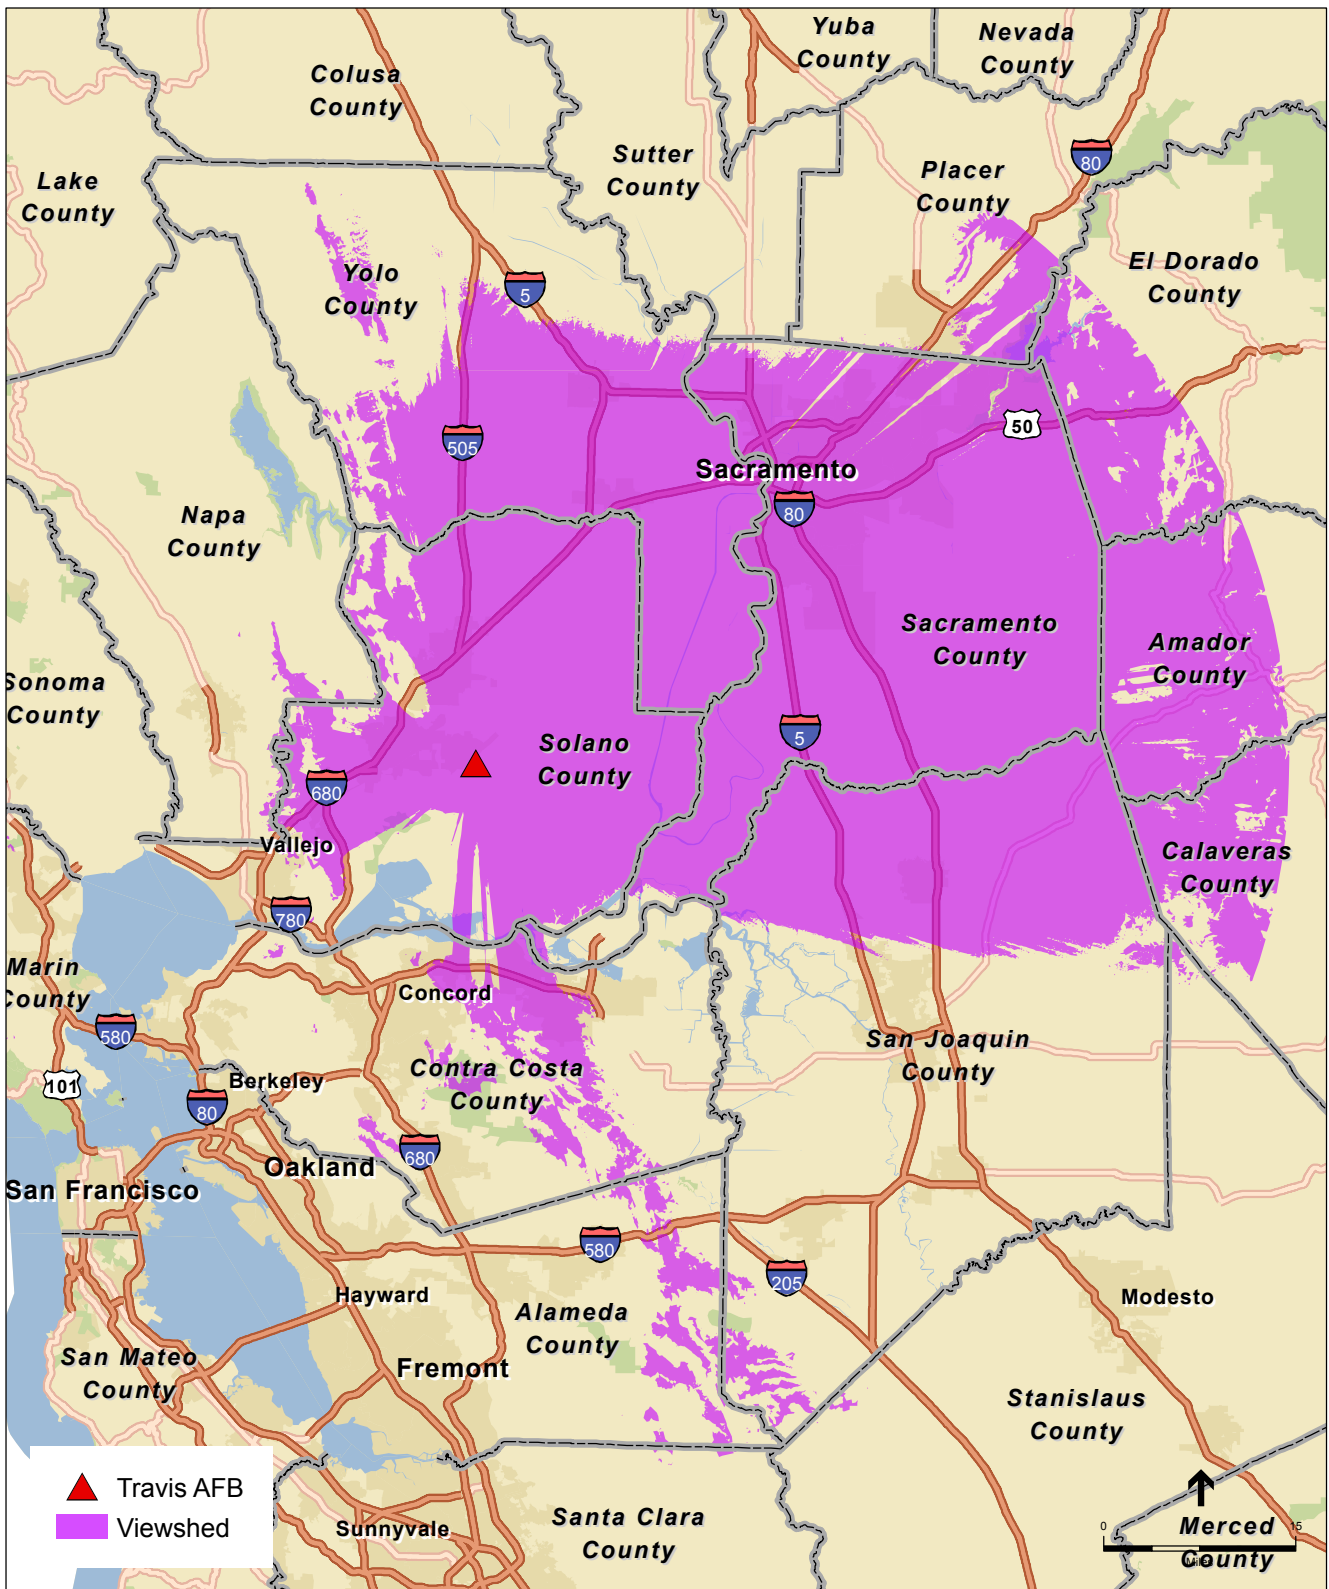 Yuba
County
Nevada
County
Colusa
County
80
Sutter
County
Placer
County
Lake
County
El Dorado
County
Yolo
County
5
50
505
Sacramento
80
Napa
County
Sacramento
County
Amador
County
Sonoma
County
5
Solano
County
680
Vallejo
Calaveras
County
780
Marin
County
Concord
580
San Joaquin
County
Contra Costa
County
101
Berkeley
80
680
Oakland
San Francisco
580
205
Hayward
Modesto
Alameda
County
San Mateo
County
Fremont
Stanislaus
County
Travis AFB
Viewshed
Santa Clara
County
Sunnyvale
0 15
Merced
County